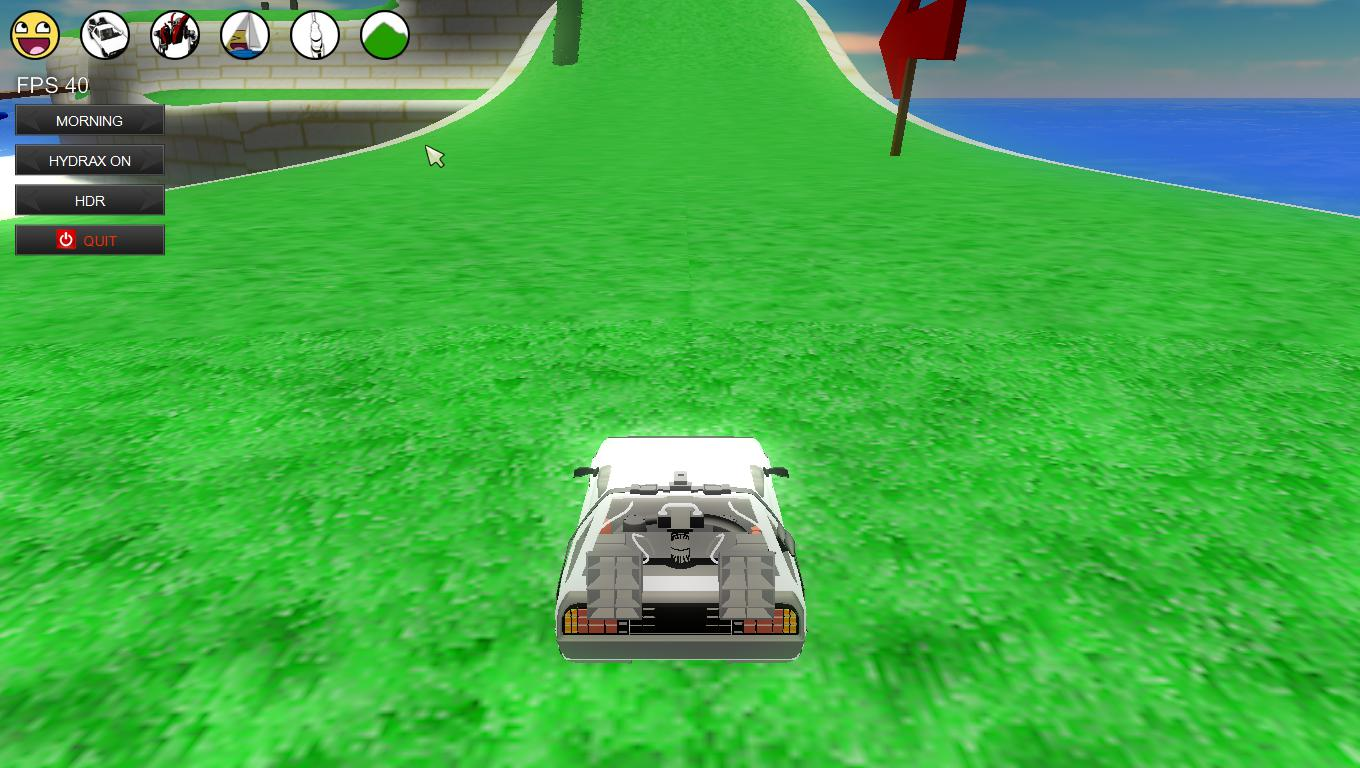 FPS 40
MORNING
HYDRAX ON
HDR
QUIT